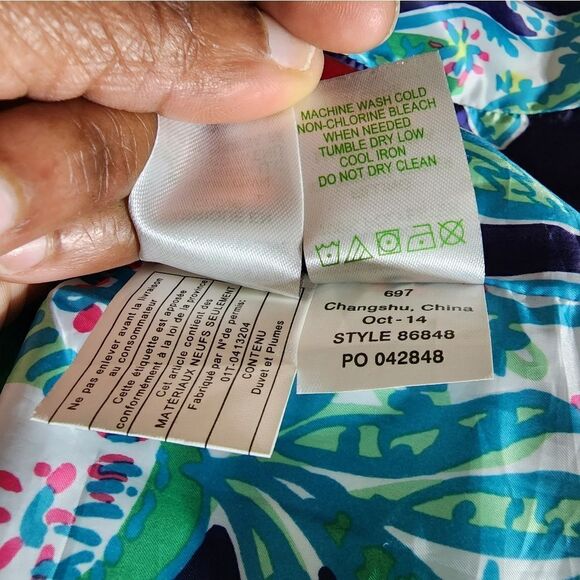 MACHINE WASH COLD
NON-CHLORINE BLEACH
WHEN NEEDED
TUMBLE DRY LOW
COOL IRON
DO NOT DRY CLEAN
697
Changshu, China
Oct-14
STYLE 86848
PO 042848
Ne pas enlever avant la livraison
au consommateur
Cette étiquette est apposée
conformément à la loi de la province
Cet article contient des
MATÉRIAUX NEUFS SEULEMENT
Fabriqué par N° de permis:
01T-0413204
CONTENU
Duvet et Plumes